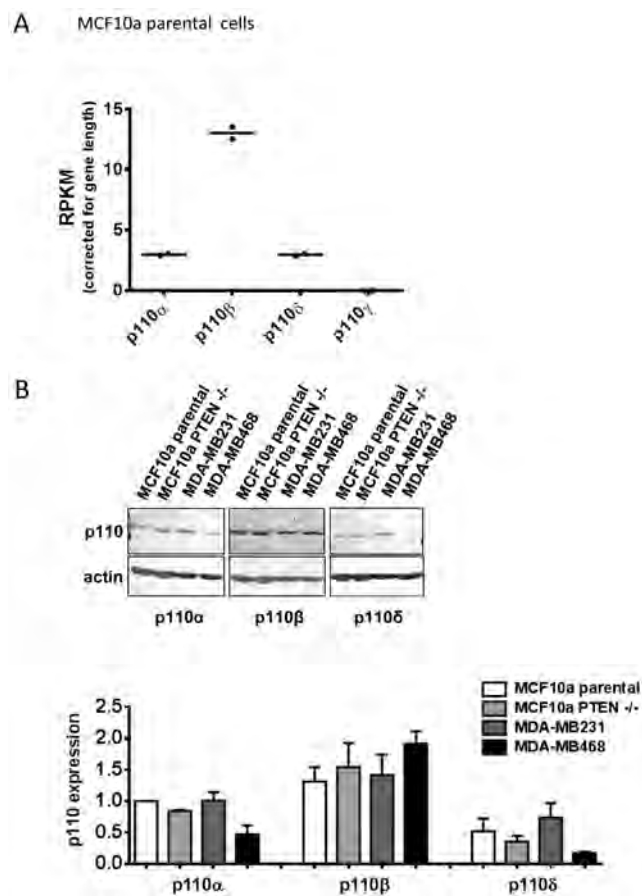 A MCF10a parental cells
15
10
5
0
RPKM
(corrected for gene length)
p110α p110β p110δ p110γ
B
MCF10a parental MCF10a PTEN -/- MDA-MB231 MDA-MB468 MCF10a parental MCF10a PTEN -/- MDA-MB231 MDA-MB468 MCF10a parental MCF10a PTEN -/- MDA-MB231 MDA-MB468
p110
actin
p110α p110β p110δ
MCF10a parental
MCF10a PTEN -/-
MDA-MB231
MDA-MB468
2.5
2.0
1.5
1.0
0.5
0.0
p110 expression
p110α p110β p110δ